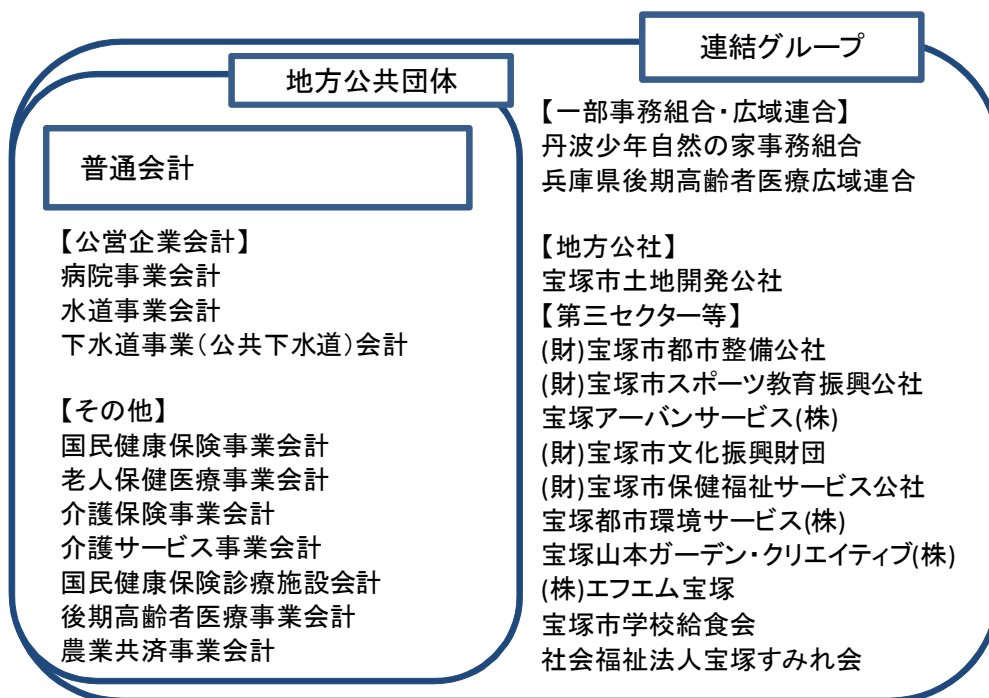 連結グループ
地方公共団体
普通会計
【公営企業会計】
病院事業会計
水道事業会計
下水道事業(公共下水道)会計
【その他】
国民健康保険事業会計
老人保健医療事業会計
介護保険事業会計
介護サービス事業会計
国民健康保険診療施設会計
後期高齢者医療事業会計
農業共済事業会計
【一部事務組合・広域連合】
丹波少年自然の家事務組合
兵庫県後期高齢者医療広域連合
【地方公社】
宝塚市土地開発公社
【第三セクター等】
(財)宝塚市都市整備公社
(財)宝塚市スポーツ教育振興公社
宝塚アーバンサービス(株)
(財)宝塚市文化振興財団
(財)宝塚市保健福祉サービス公社
宝塚都市環境サービス(株)
宝塚山本ガーデン・クリエイティブ(株)
(株)エフエム宝塚
宝塚市学校給食会
社会福祉法人宝塚すみれ会